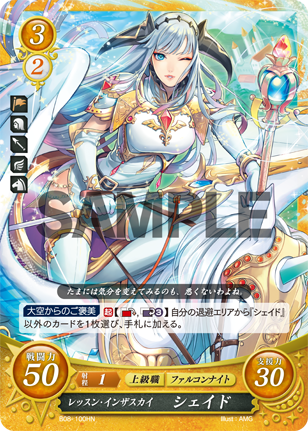 3
2
SAMPLE
たまには気分を変えてみるのも、悪くないわよね。
大空からのご褒美 起 自分の退避エリアから『シェイド』
以外のカードを1枚選び、手札に加える。
戦闘力
50
射程 1 上級職 ファルコンナイト
支援力
30
レッスン・インザスカイ シェイド
B08-100HN
Illust：AMG